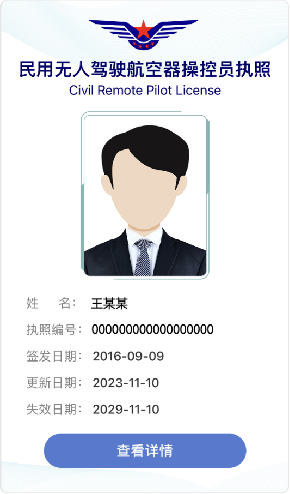 民用无人驾驶航空器操控员执照
Civil Remote Pilot License
姓 名： 王某某
执照编号： 000000000000000000
签发日期： 2016-09-09
更新日期： 2023-11-10
失效日期： 2029-11-10
查看详情